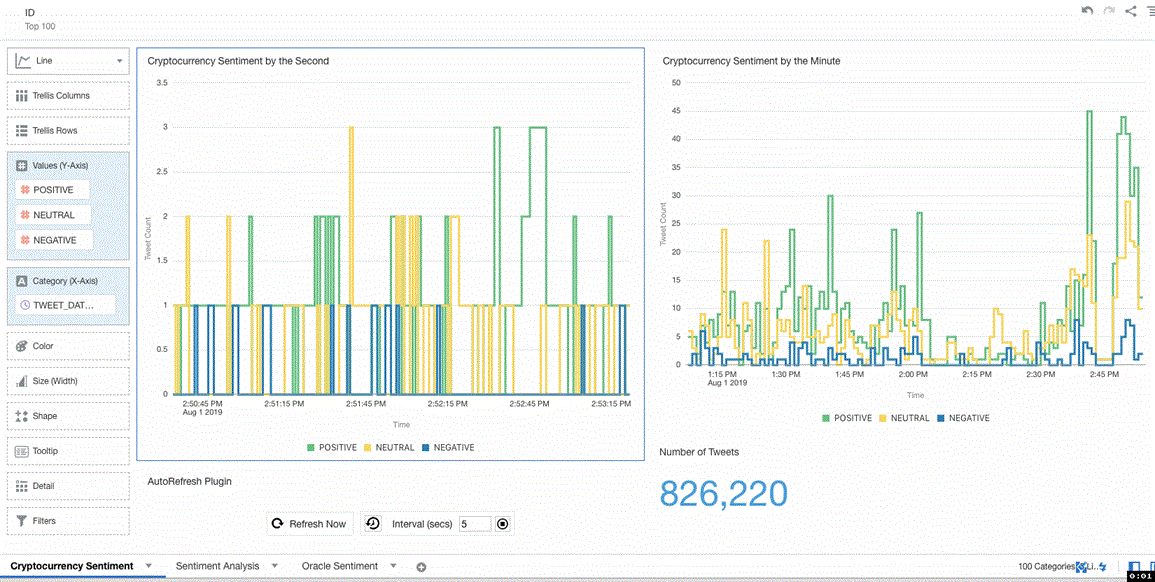 ID
Top 100
Line
Trellis Columns
Trellis Rows
Values (Y-Axis)
POSITIVE
NEUTRAL
NEGATIVE
Category (X-Axis)
TWEET_DAT...
Color
Size (Width)
Shape
Tooltip
Detail
Filters
Cryptocurrency Sentiment by the Second
3.5
3
2.5
2
1.5
1
0.5
0
Tweet Count
2:50:45 PM 2:51:15 PM 2:51:45 PM 2:52:15 PM 2:52:45 PM 2:53:15 PM
Aug 1 2019
Time
POSITIVE NEUTRAL NEGATIVE
Cryptocurrency Sentiment by the Minute
50
45
40
35
30
25
20
15
10
5
0
Tweet Count
1:15 PM 1:30 PM 1:45 PM 2:00 PM 2:15 PM 2:30 PM 2:45 PM
Aug 1 2019
Time
POSITIVE NEUTRAL NEGATIVE
AutoRefresh Plugin
Refresh Now Interval (secs) 5
Number of Tweets
826,220
Cryptocurrency Sentiment Sentiment Analysis Oracle Sentiment
100 Categories
0:01